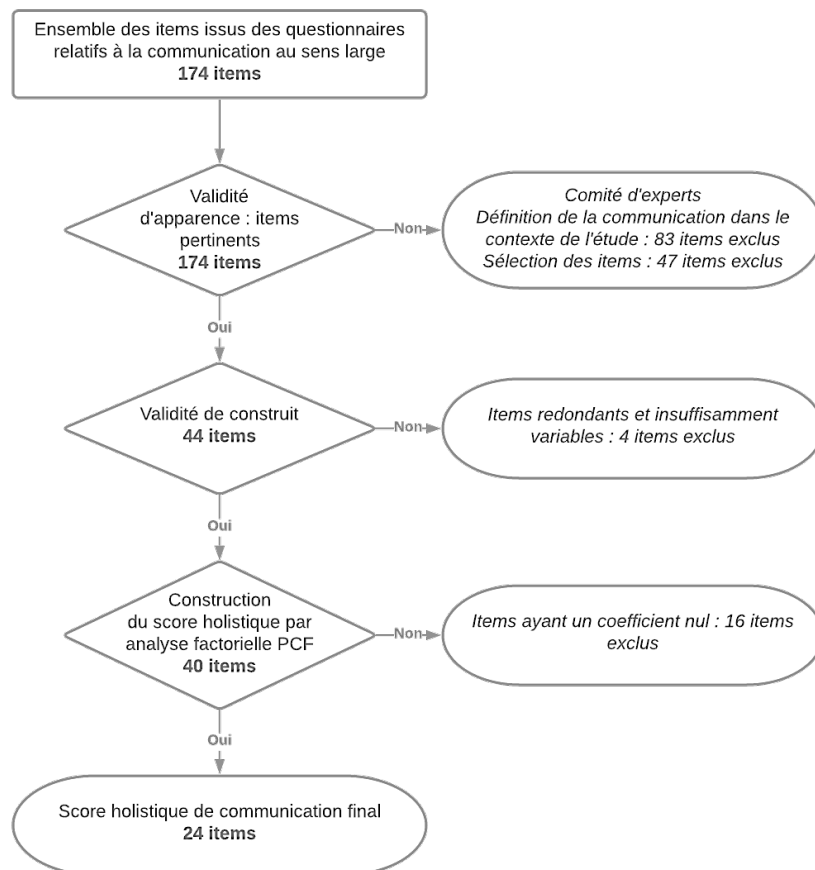 Ensemble des items issus des questionnaires
relatifs à la communication au sens large
174 items
Validité
d'apparence : items
pertinents
174 items
Non
Comité d'experts
Définition de la communication dans le
contexte de l'étude : 83 items exclus
Sélection des items : 47 items exclus
Oui
Validité de construit
44 items
Non
Items redondants et insuffisamment
variables : 4 items exclus
Oui
Construction
du score holistique par
analyse factorielle PCF
40 items
Non
Items ayant un coefficient nul : 16 items
exclus
Oui
Score holistique de communication final
24 items